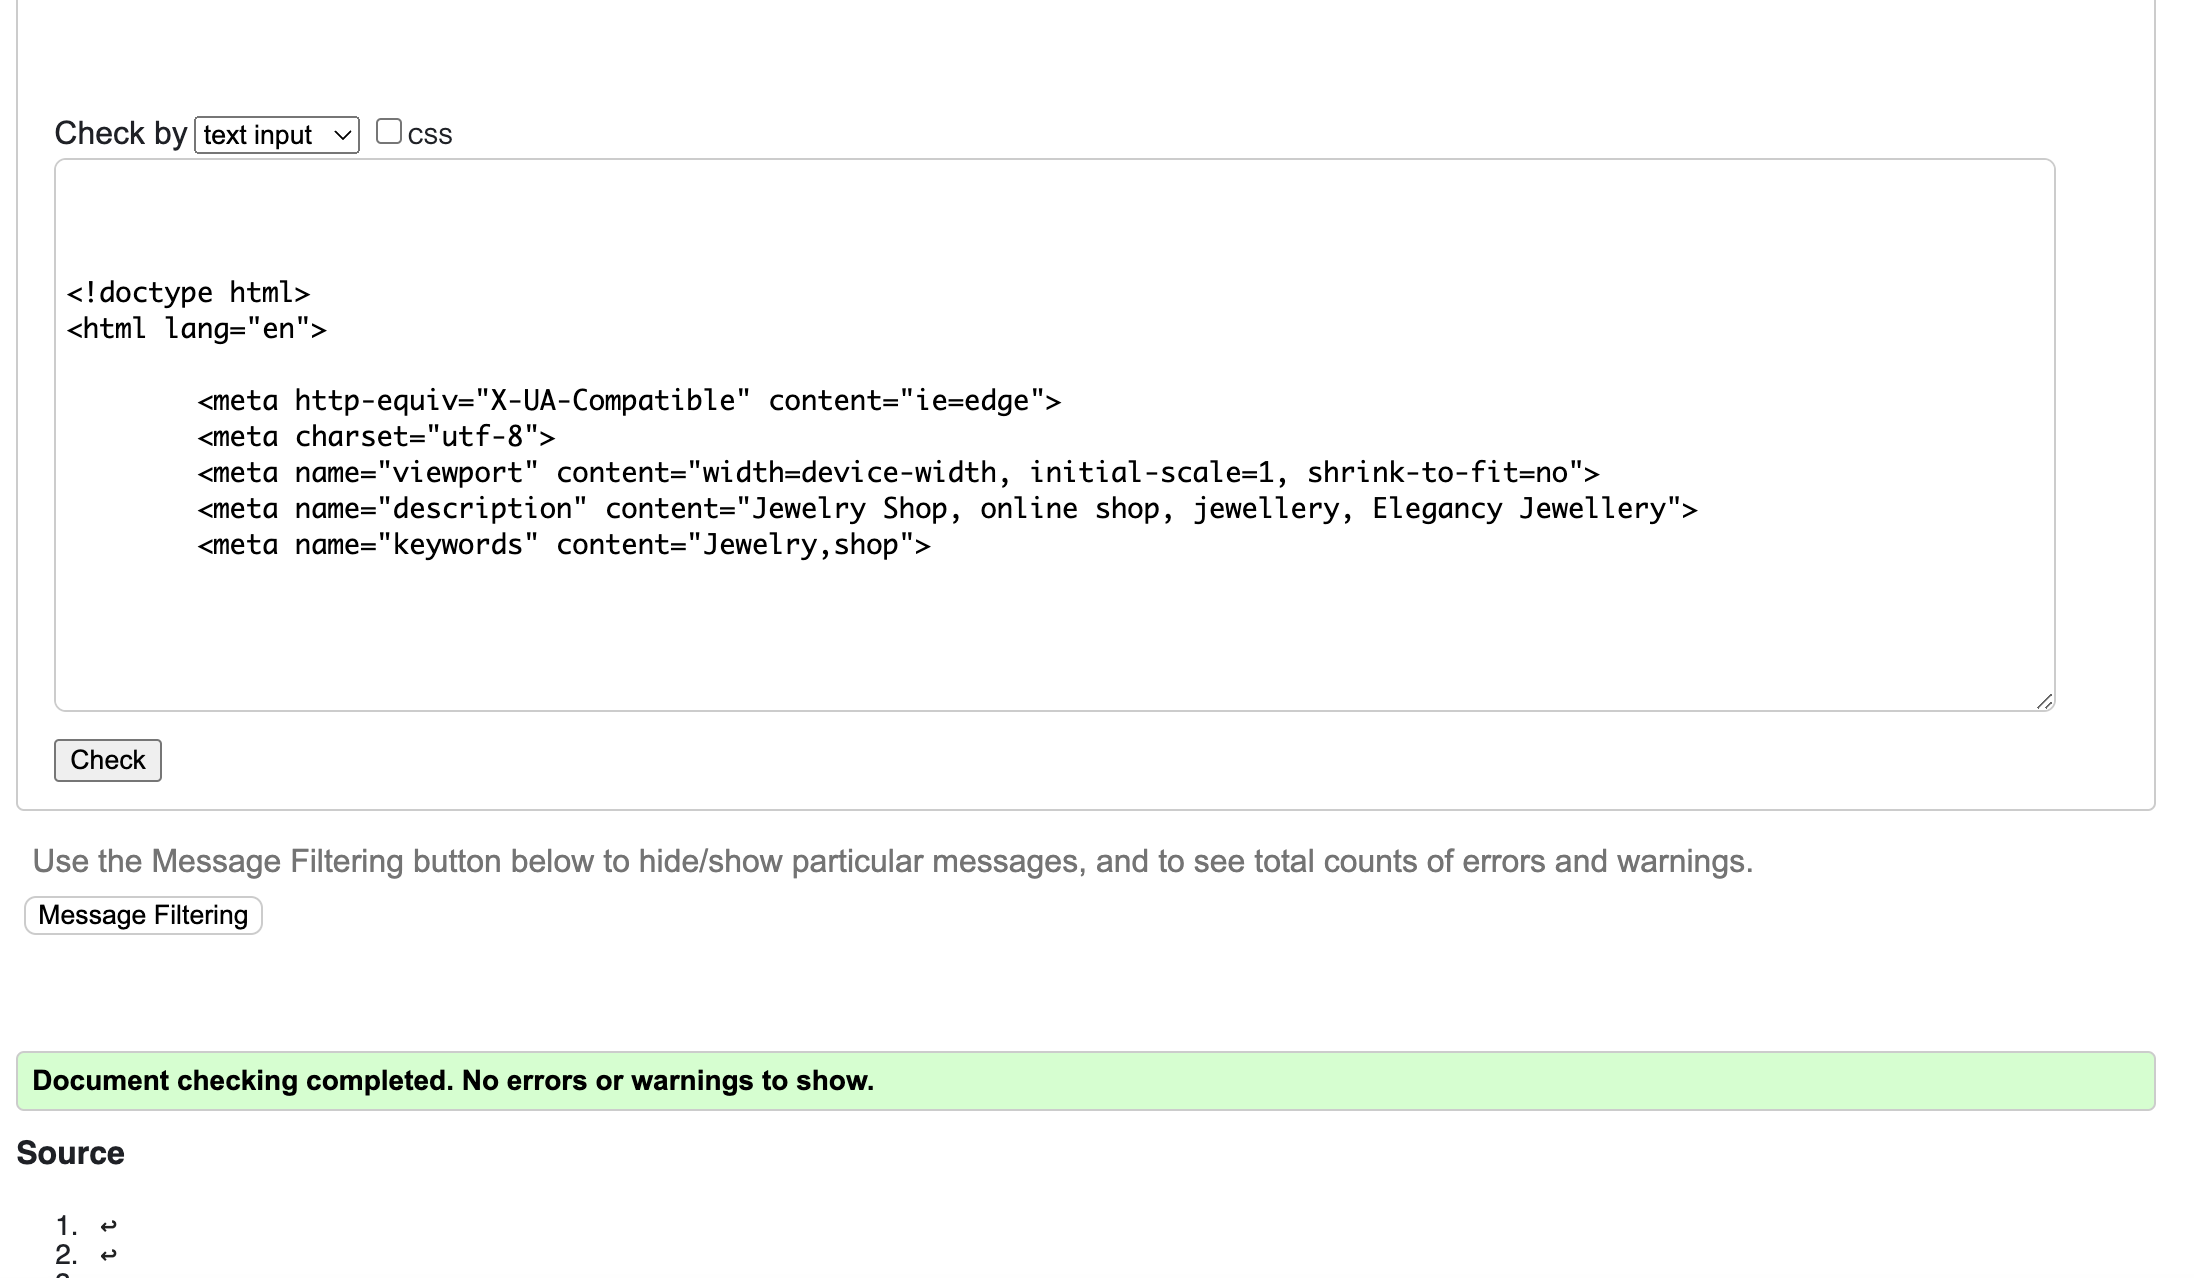 Check by text input CSS
<!doctype html>
<html lang="en">
<meta http-equiv="X-UA-Compatible" content="ie=edge">
<meta charset="utf-8">
<meta name="viewport" content="width=device-width, initial-scale=1, shrink-to-fit=no">
<meta name="description" content="Jewelry Shop, online shop, jewellery, Elegancy Jewellery">
<meta name="keywords" content="Jewelry,shop">
Check
Use the Message Filtering button below to hide/show particular messages, and to see total counts of errors and warnings.
Message Filtering
Document checking completed. No errors or warnings to show.
Source
1. ↩
2. ↩